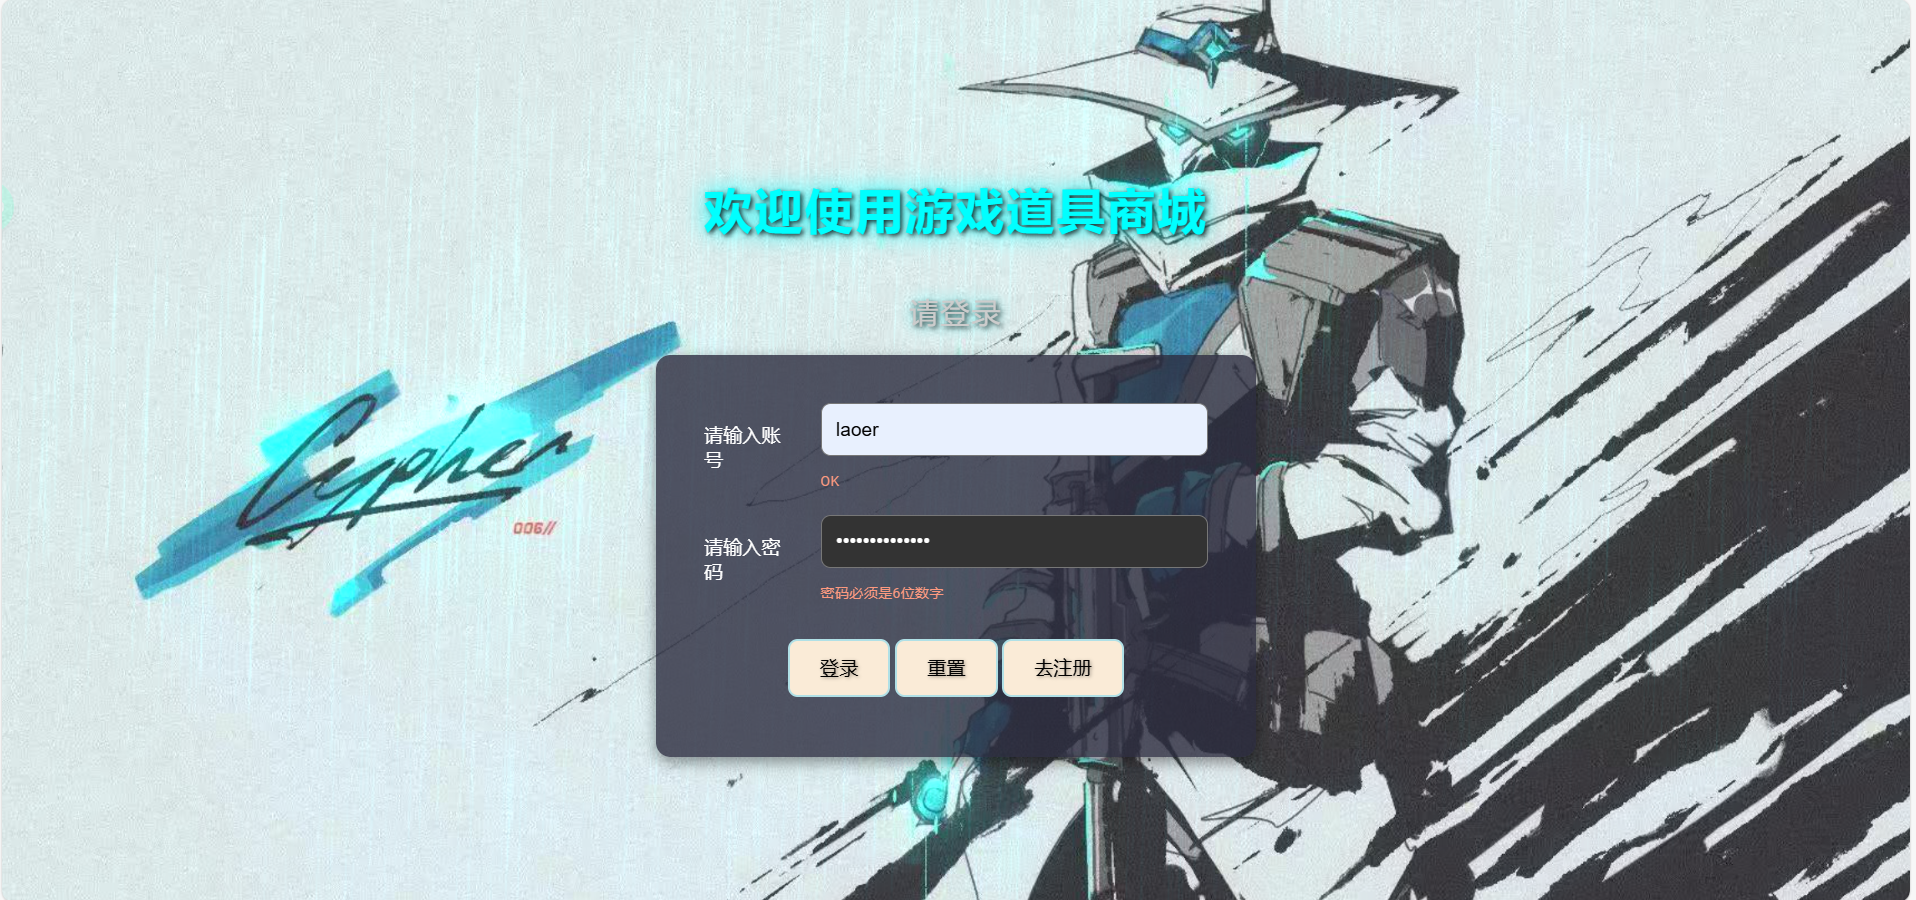 欢迎使用游戏道具商城
请登录
Cypher
006//
请输入账
号
laoer
OK
请输入密
码
••••••••••••••
密码必须是6位数字
登录
重置
去注册